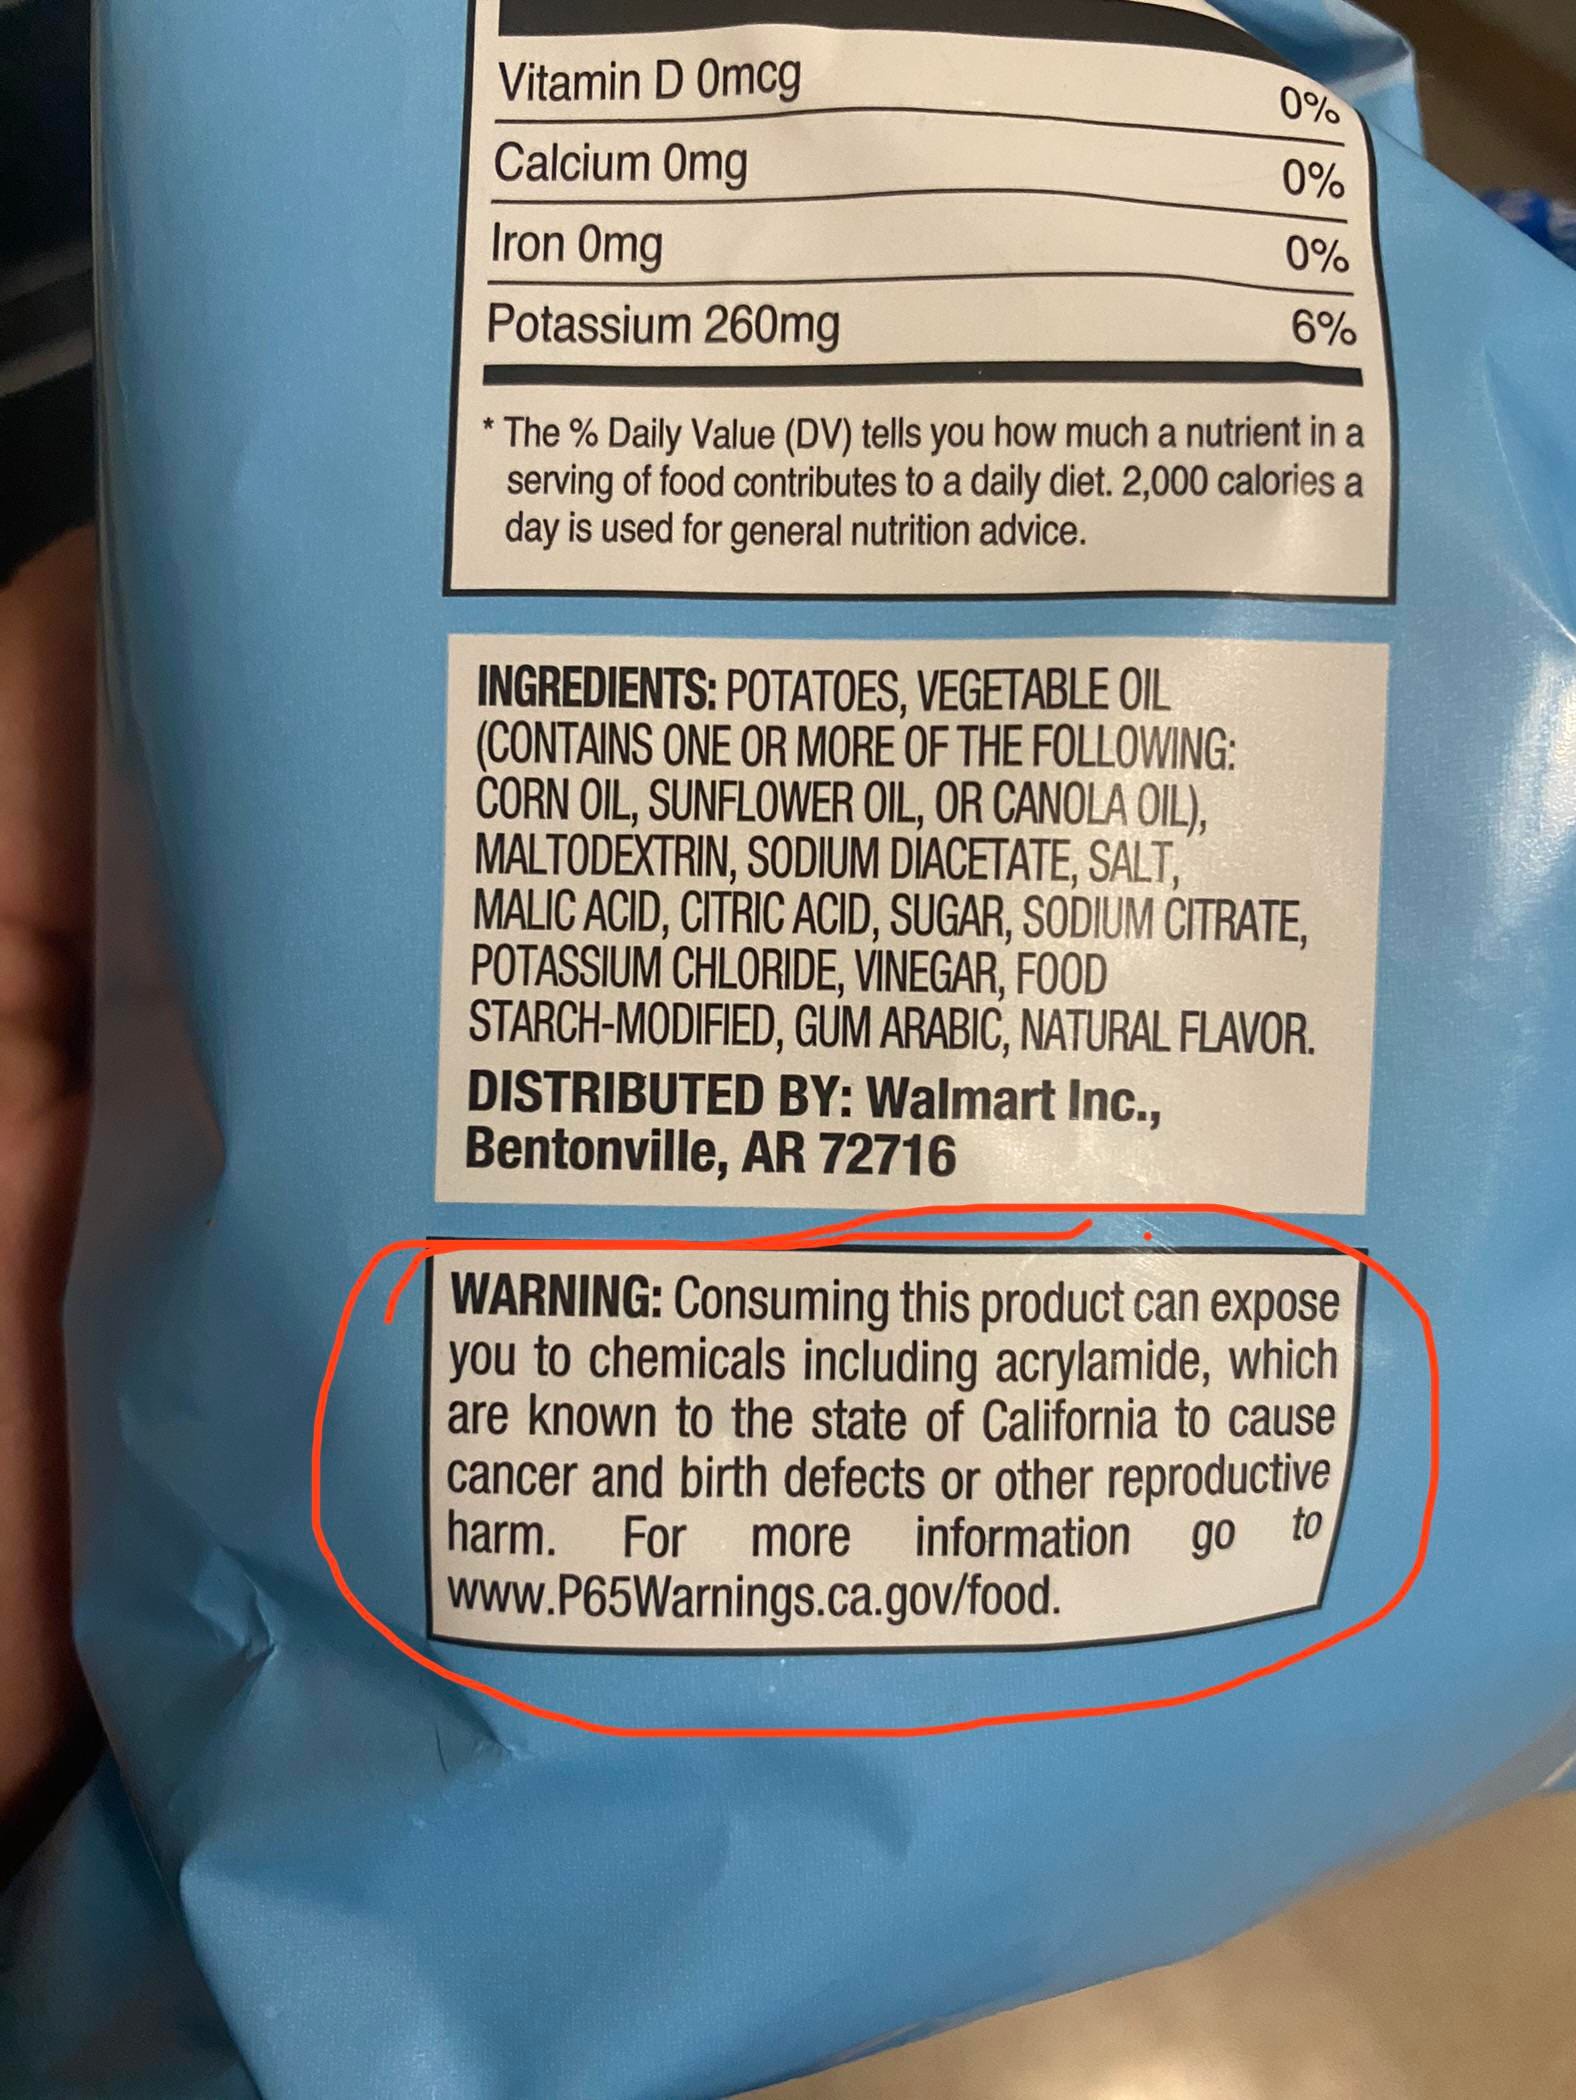 Vitamin D 0mcg 0%
Calcium 0mg 0%
Iron 0mg 0%
Potassium 260mg 6%
* The % Daily Value (DV) tells you how much a nutrient in a
serving of food contributes to a daily diet. 2,000 calories a
day is used for general nutrition advice.
INGREDIENTS: POTATOES, VEGETABLE OIL
(CONTAINS ONE OR MORE OF THE FOLLOWING:
CORN OIL, SUNFLOWER OIL, OR CANOLA OIL),
MALTODEXTRIN, SODIUM DIACETATE, SALT,
MALIC ACID, CITRIC ACID, SUGAR, SODIUM CITRATE,
POTASSIUM CHLORIDE, VINEGAR, FOOD
STARCH-MODIFIED, GUM ARABIC, NATURAL FLAVOR.
DISTRIBUTED BY: Walmart Inc.,
Bentonville, AR 72716
WARNING: Consuming this product can expose
you to chemicals including acrylamide, which
are known to the state of California to cause
cancer and birth defects or other reproductive
harm. For more information go to
www.P65Warnings.ca.gov/food.